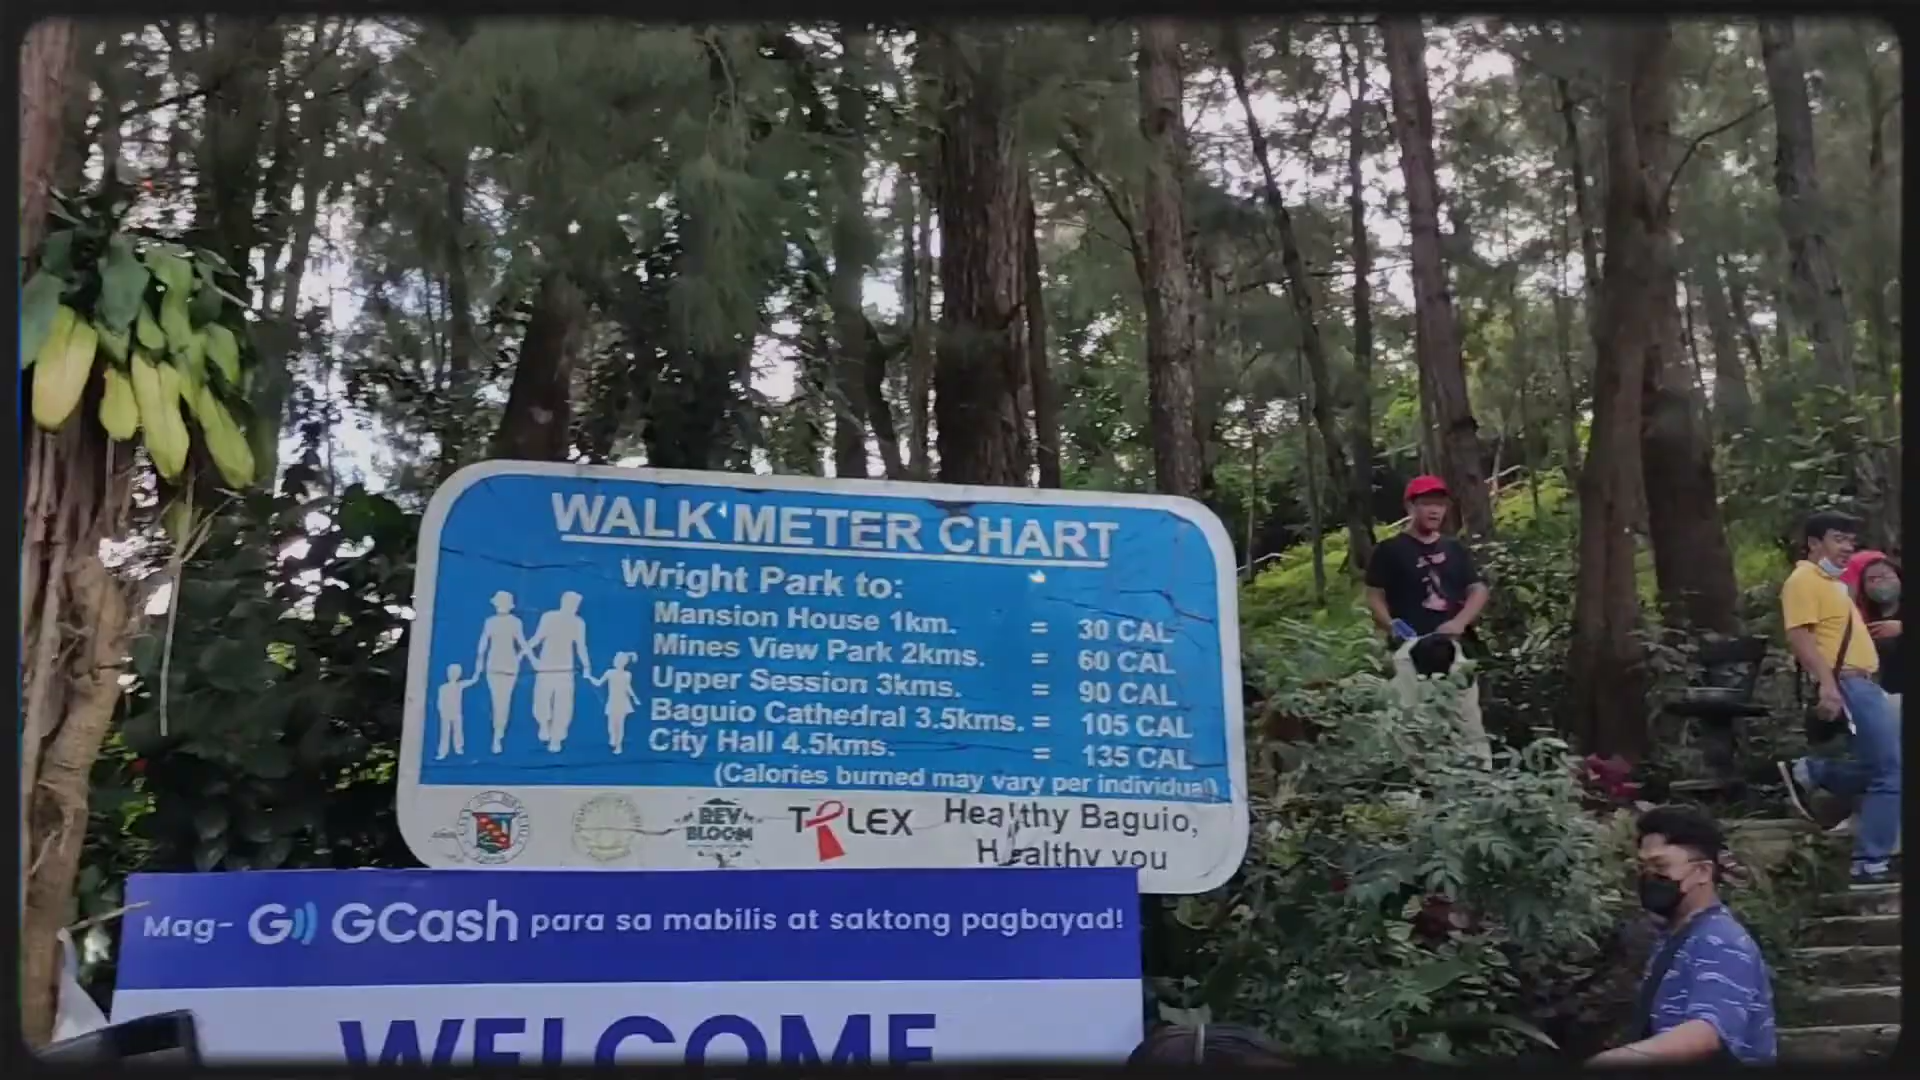 WALK METER CHART
Wright Park to:
Mansion House 1km. = 30 CAL
Mines View Park 2kms. = 60 CAL
Upper Session 3kms. = 90 CAL
Baguio Cathedral 3.5kms. = 105 CAL
City Hall 4.5kms. = 135 CAL
(Calories burned may vary per individual)
REV BLOOM
TALEX
Healthy Baguio,
Healthy you
Mag- G)) GCash para sa mabilis at saktong pagbayad!
WELCOME